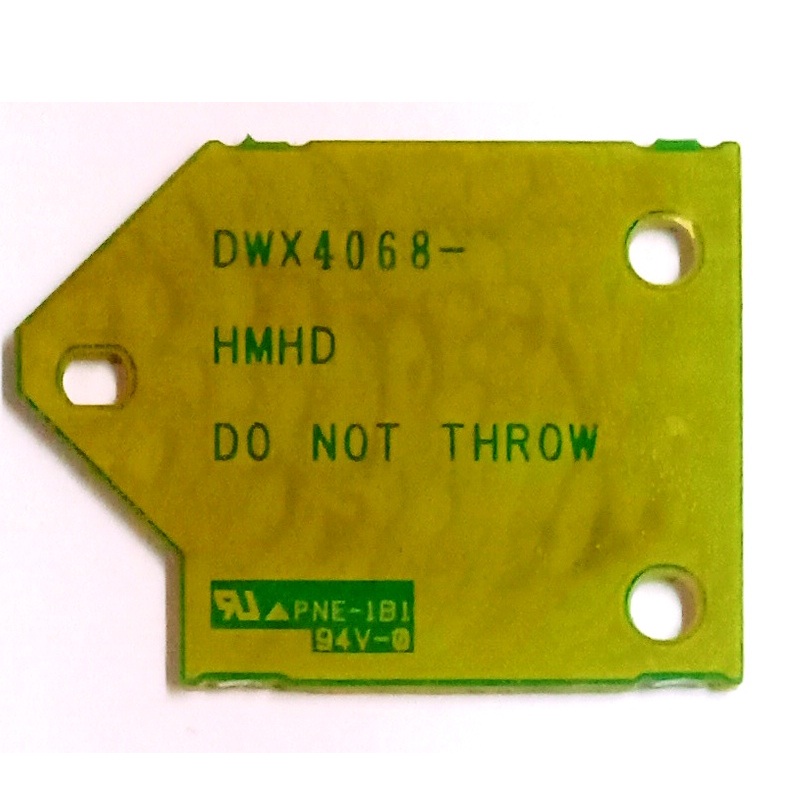 DWX4068-
HMHD
DO NOT THROW
▲PNE-1B1
94V-0